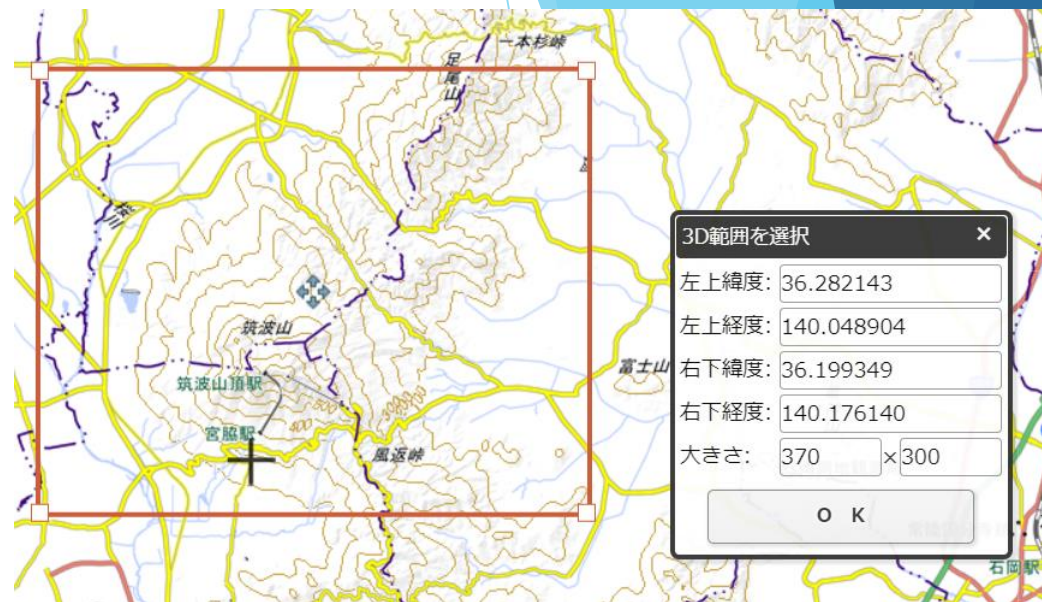 一本杉峠
足尾山
桜川
筑波山
筑波山頂駅
宮脇駅
400
風返峠
富士山
石岡駅
3D範囲を選択 ×
左上緯度: 36.282143
左上経度: 140.048904
右下緯度: 36.199349
右下経度: 140.176140
大きさ: 370 ×300
O K